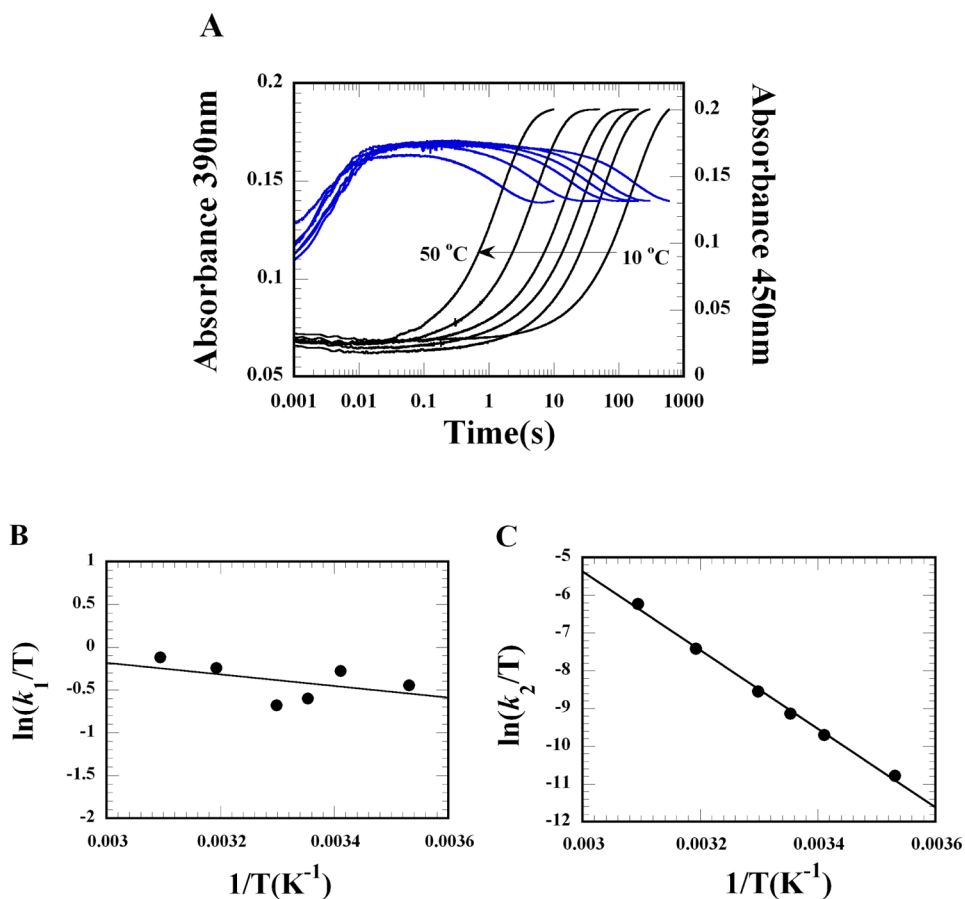 A
Absorbance 390nm
0.2
0.15
0.1
0.05
50 °C
10 °C
0.2
0.15
0.1
0.05
0
Absorbance 450nm
0.001 0.01 0.1 1 10 100 1000
Time(s)
B
ln(k₁/T)
1
0.5
0
-0.5
-1
-1.5
-2
0.003 0.0032 0.0034 0.0036
1/T(K⁻¹)
C
ln(k₂/T)
-5
-6
-7
-8
-9
-10
-11
-12
0.003 0.0032 0.0034 0.0036
1/T(K⁻¹)